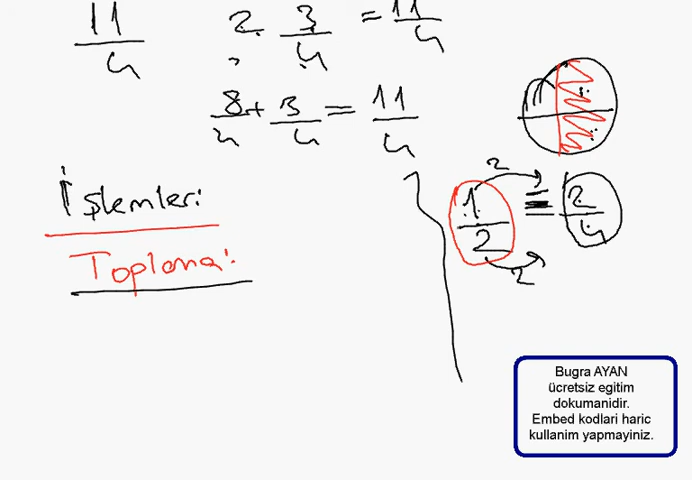 11/4 2 3/4 = 11/4
8/4 + 3/4 = 11/4
İşlemler:
Toplama:
1/2 ≡ 2/4
2
2
Bugra AYAN
ücretsiz egitim
dokumanidir.
Embed kodlari haric
kullanim yapmayiniz.